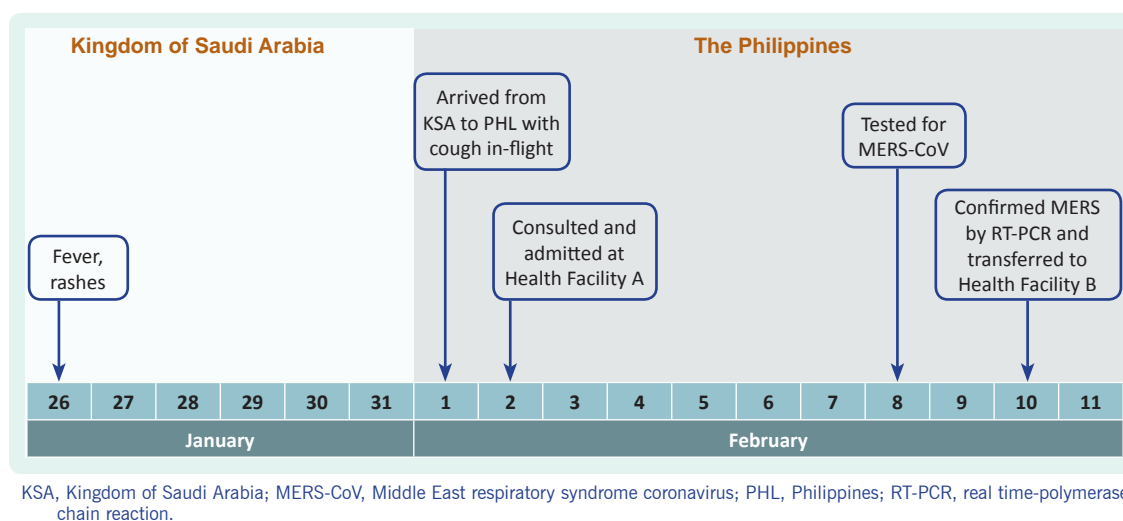 Kingdom of Saudi Arabia
The Philippines
Arrived from
KSA to PHL with
cough in-flight
Tested for
MERS-CoV
Consulted and
admitted at
Health Facility A
Confirmed MERS
by RT-PCR and
transferred to
Health Facility B
Fever,
rashes
26 27 28 29 30 31 1 2 3 4 5 6 7 8 9 10 11
January February
KSA, Kingdom of Saudi Arabia; MERS-CoV, Middle East respiratory syndrome coronavirus; PHL, Philippines; RT-PCR, real time-polymerase
chain reaction.